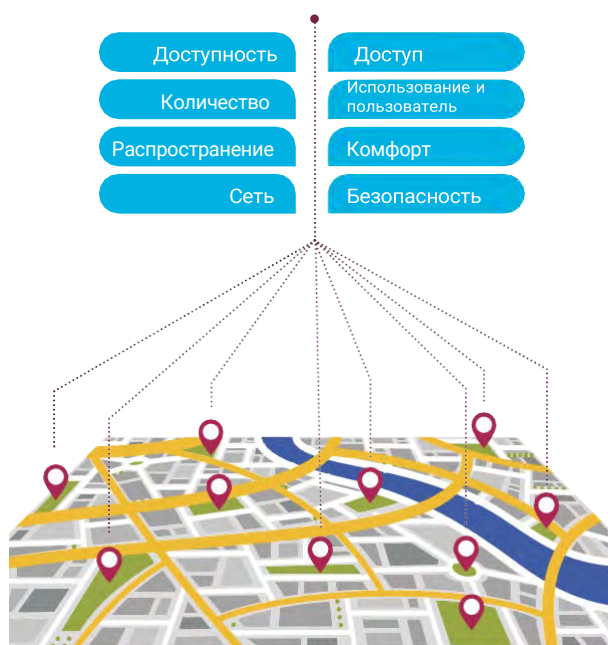 Доступность
Доступ
Количество
Использование и
пользователь
Распространение
Комфорт
Сеть
Безопасность